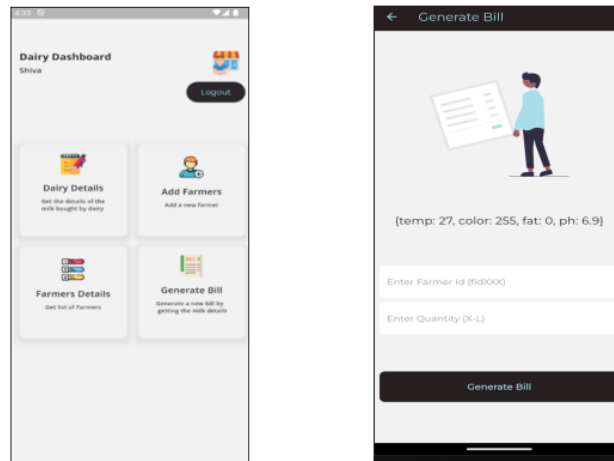 4:33
Dairy Dashboard
Shiva
Logout
Dairy Details
Get the details of the
milk bought by dairy
Add Farmers
Add a new farmer
Farmers Details
Get list of Farmers
BILL
Generate Bill
Generate a new bill by
getting the milk details
← Generate Bill
{temp: 27, color: 255, fat: 0, ph: 6.9}
Enter Farmer Id (fidXXX)
Enter Quantity (X-L)
Generate Bill